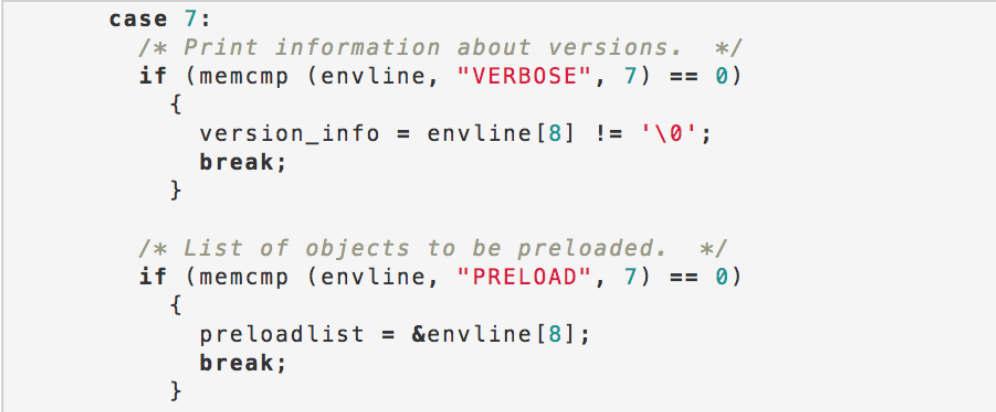 case 7:
/* Print information about versions.  */
if (memcmp (envline, "VERBOSE", 7) == 0)
{
version_info = envline[8] != '\0';
break;
}
/* List of objects to be preloaded.  */
if (memcmp (envline, "PRELOAD", 7) == 0)
{
preloadlist = &envline[8];
break;
}